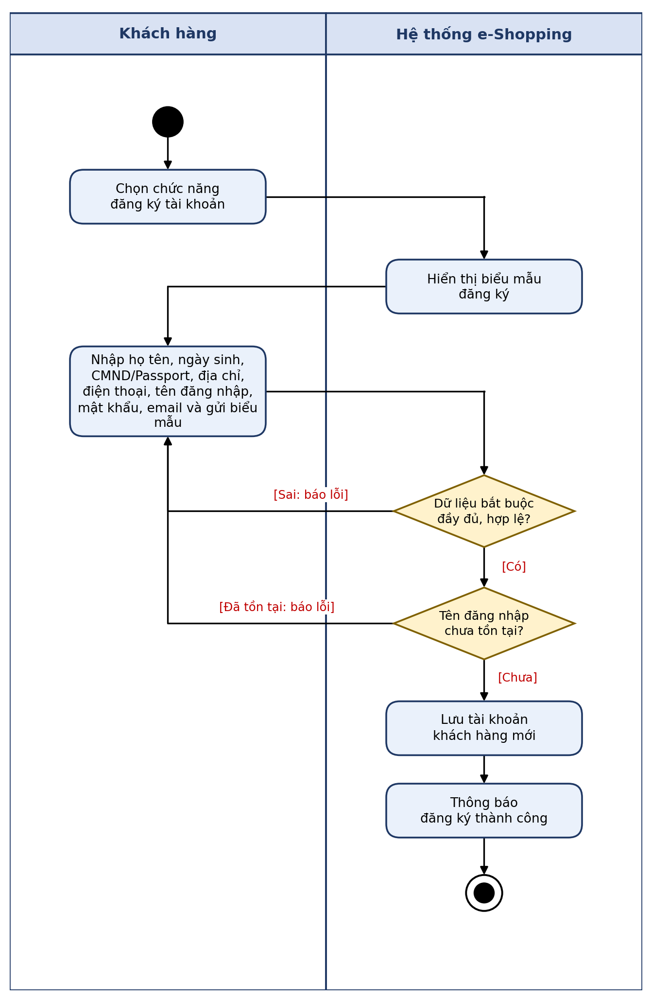 Khách hàng
Hệ thống e-Shopping
Chọn chức năng
đăng ký tài khoản
Hiển thị biểu mẫu
đăng ký
Nhập họ tên, ngày sinh,
CMND/Passport, địa chỉ,
điện thoại, tên đăng nhập,
mật khẩu, email và gửi biểu
mẫu
[Sai: báo lỗi]
Dữ liệu bắt buộc
đầy đủ, hợp lệ?
[Có]
[Đã tồn tại: báo lỗi]
Tên đăng nhập
chưa tồn tại?
[Chưa]
Lưu tài khoản
khách hàng mới
Thông báo
đăng ký thành công